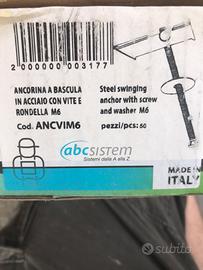 2 000000 003177
ANCORINA A BASCULA
IN ACCIAIO CON VITE E
RONDELLA M6
Steel swinging
anchor with screw
and washer M6
Cod. ANCVIM6
pezzi/pcs: 50
abcSISTEM
Sistemi dalla A alla Z
MADE IN
ITALY
subito